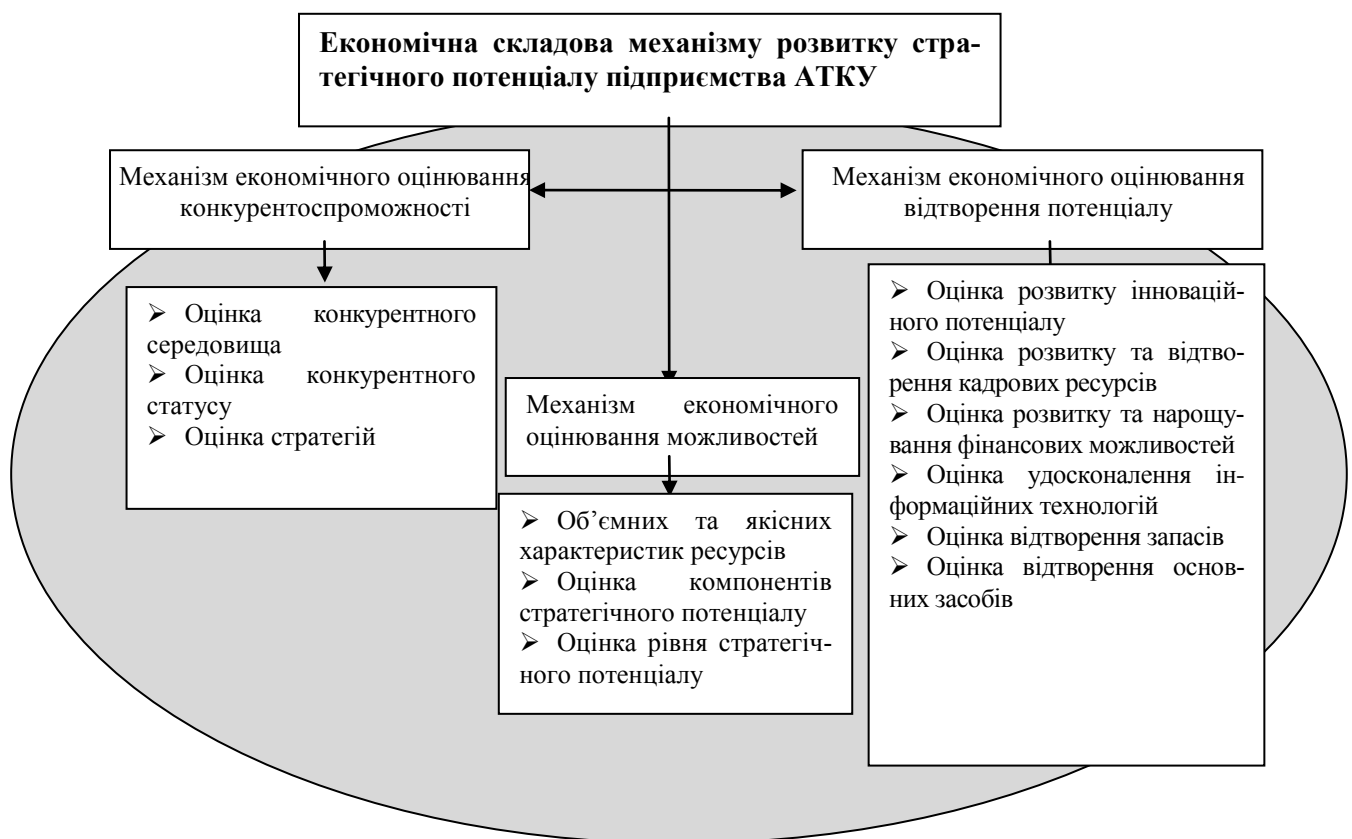 Економічна складова механізму розвитку стра-
тегічного потенціалу підприємства АТКУ
Механізм економічного оцінювання
конкурентоспроможності
Механізм економічного оцінювання
відтворення потенціалу
➢ Оцінка конкурентного
середовища
➢ Оцінка конкурентного
статусу
➢ Оцінка стратегій
Механізм економічного
оцінювання можливостей
➢ Об’ємних та якісних
характеристик ресурсів
➢ Оцінка компонентів
стратегічного потенціалу
➢ Оцінка рівня стратегіч-
ного потенціалу
➢ Оцінка розвитку інновацій-
ного потенціалу
➢ Оцінка розвитку та відтво-
рення кадрових ресурсів
➢ Оцінка розвитку та нарощу-
вання фінансових можливостей
➢ Оцінка удосконалення ін-
формаційних технологій
➢ Оцінка відтворення запасів
➢ Оцінка відтворення основ-
них засобів